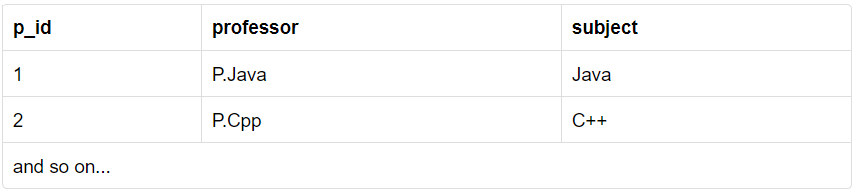 p_id professor subject
1 P.Java Java
2 P.Cpp C++
and so on...